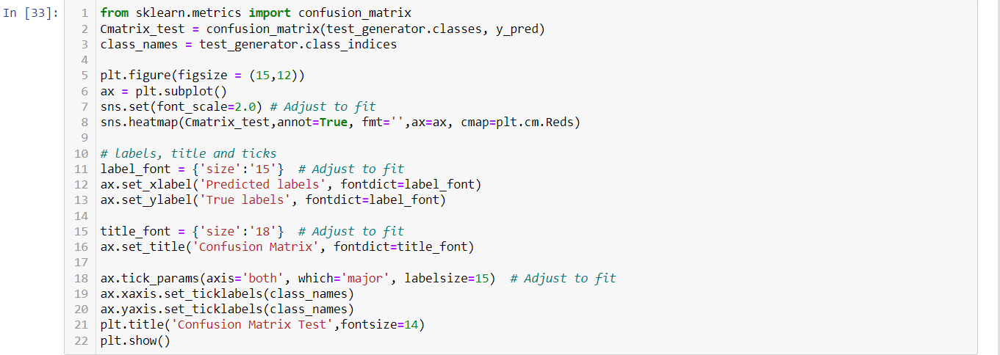 In [33]:
1 from sklearn.metrics import confusion_matrix
2 Cmatrix_test = confusion_matrix(test_generator.classes, y_pred)
3 class_names = test_generator.class_indices
4
5 plt.figure(figsize = (15,12))
6 ax = plt.subplot()
7 sns.set(font_scale=2.0) # Adjust to fit
8 sns.heatmap(Cmatrix_test,annot=True, fmt='',ax=ax, cmap=plt.cm.Reds)
9
10 # labels, title and ticks
11 label_font = {'size':'15'}  # Adjust to fit
12 ax.set_xlabel('Predicted labels', fontdict=label_font)
13 ax.set_ylabel('True labels', fontdict=label_font)
14
15 title_font = {'size':'18'}  # Adjust to fit
16 ax.set_title('Confusion Matrix', fontdict=title_font)
17
18 ax.tick_params(axis='both', which='major', labelsize=15)  # Adjust to fit
19 ax.xaxis.set_ticklabels(class_names)
20 ax.yaxis.set_ticklabels(class_names)
21 plt.title('Confusion Matrix Test',fontsize=14)
22 plt.show()